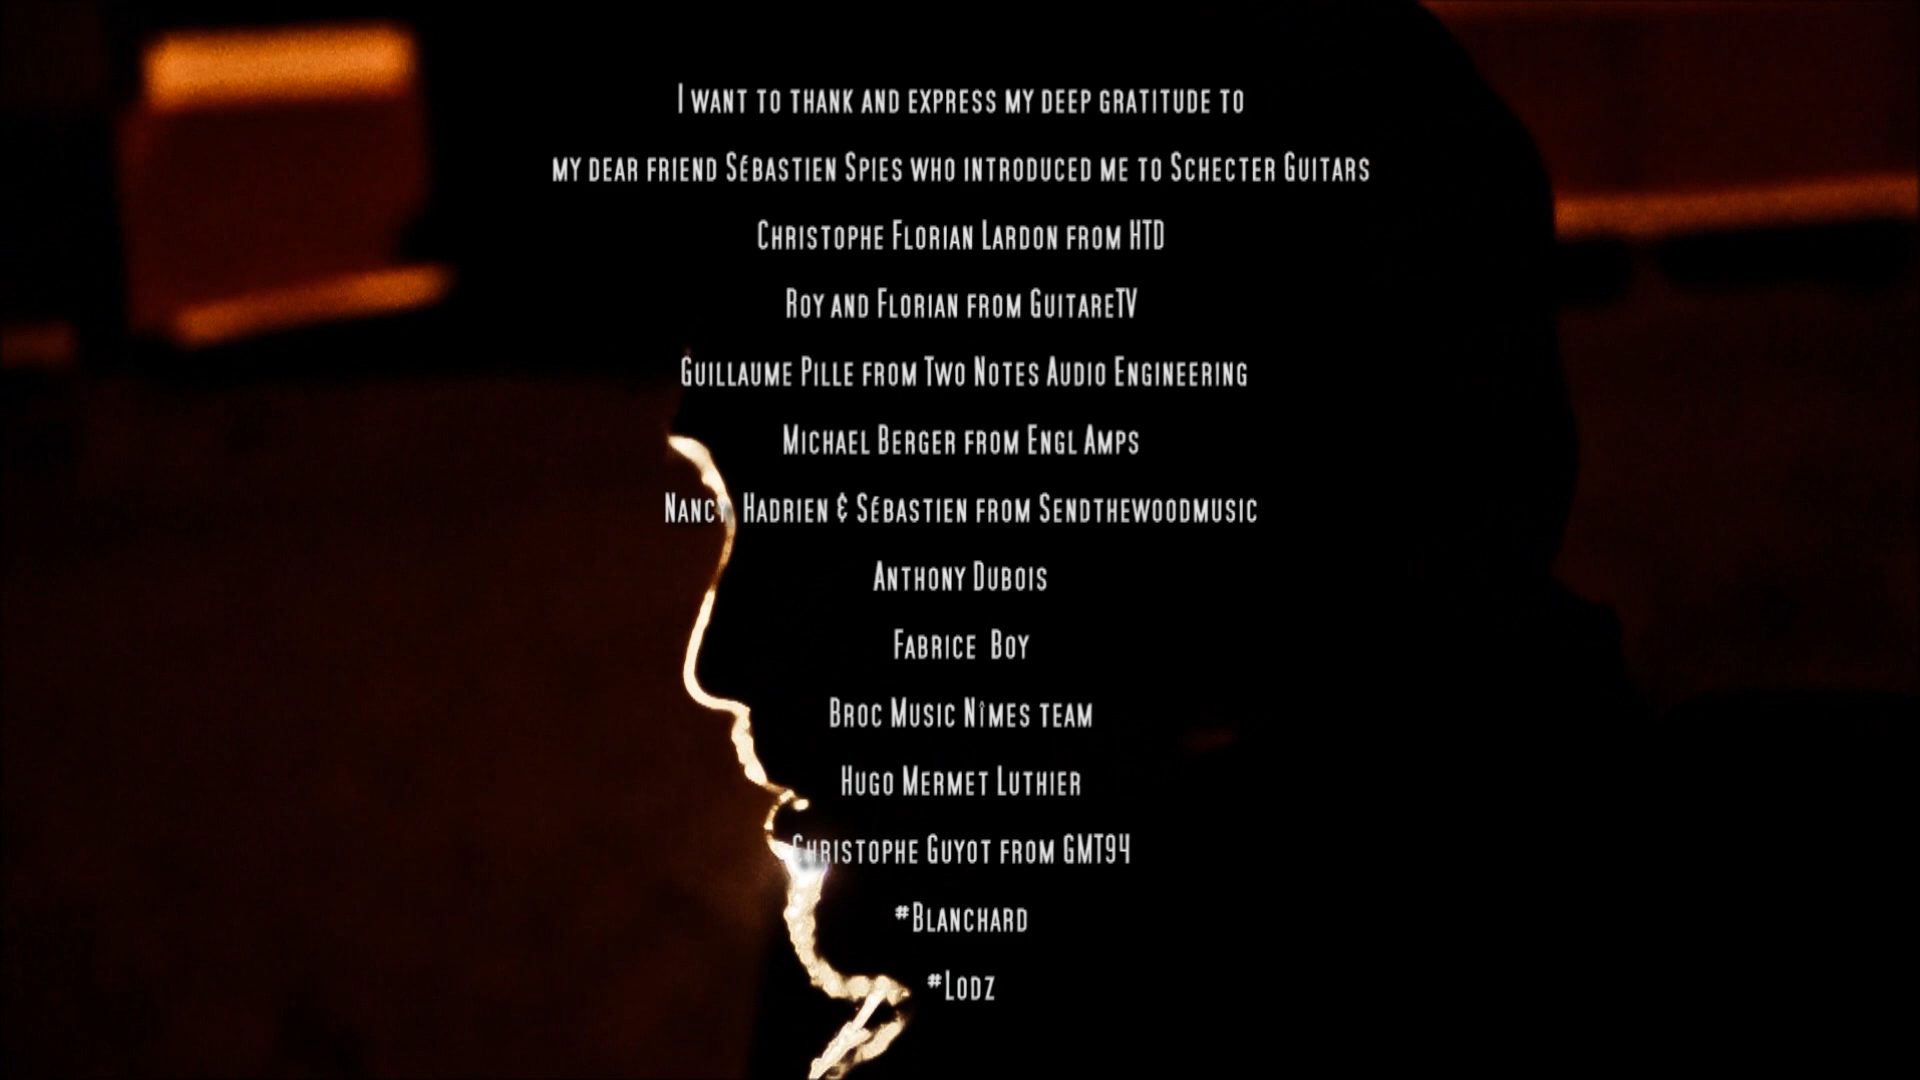 I want to thank and express my deep gratitude to
my dear friend Sébastien Spies who introduced me to Schecter Guitars
Christophe Florian Lardon from HTD
Roy and Florian from GuitareTV
Guillaume Pille from Two Notes Audio Engineering
Michael Berger from Engl Amps
Nancy, Hadrien & Sébastien from Sendthewoodmusic
Anthony Dubois
Fabrice Boy
Broc Music Nîmes team
Hugo Mermet Luthier
Christophe Guyot from GMT94
#Blanchard
#Lodz